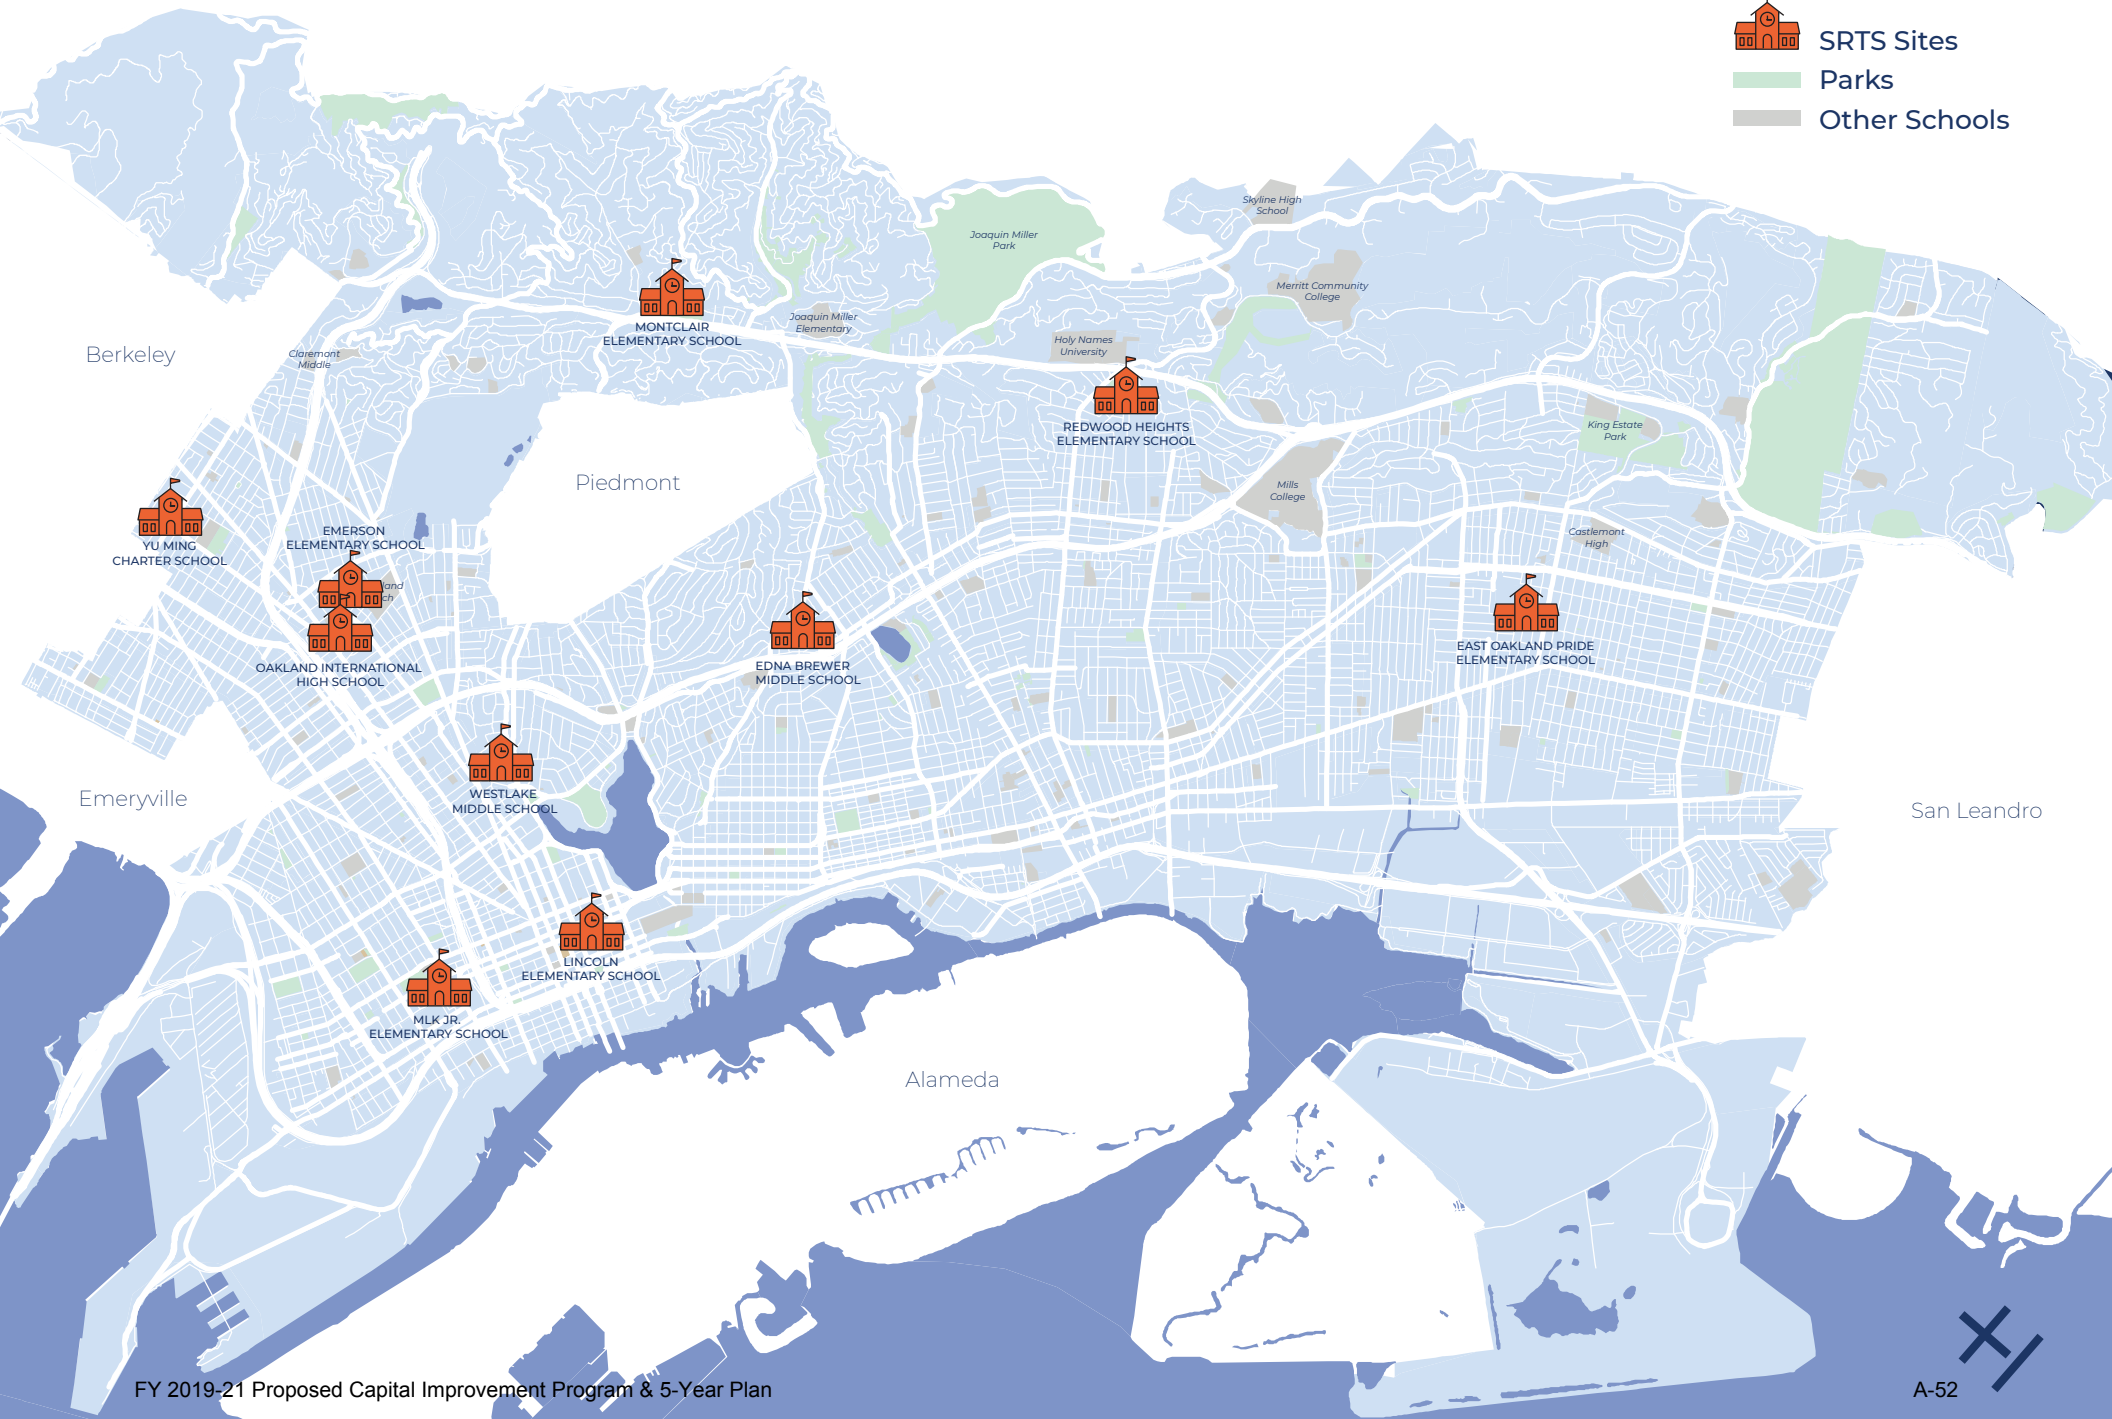 SRTS Sites
Parks
Other Schools
Skyline High
School
Joaquin Miller
Park
Merritt Community
College
Joaquin Miller
Elementary
MONTCLAIR
ELEMENTARY SCHOOL
Holy Names
University
Berkeley
Claremont
Middle
REDWOOD HEIGHTS
ELEMENTARY SCHOOL
King Estate
Park
Piedmont
Mills
College
EMERSON
ELEMENTARY SCHOOL
YU MING
CHARTER SCHOOL
Castlemont
High
EAST OAKLAND PRIDE
ELEMENTARY SCHOOL
OAKLAND INTERNATIONAL
HIGH SCHOOL
EDNA BREWER
MIDDLE SCHOOL
Emeryville
WESTLAKE
MIDDLE SCHOOL
San Leandro
LINCOLN
ELEMENTARY SCHOOL
MLK JR.
ELEMENTARY SCHOOL
Alameda
FY 2019-21 Proposed Capital Improvement Program & 5-Year Plan
A-52